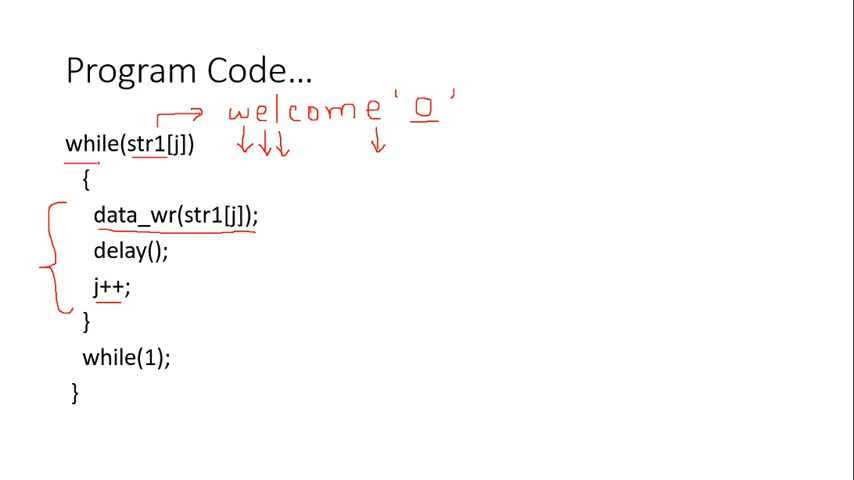 Program Code...
welcome '0'
while(str1[j])
{
data_wr(str1[j]);
delay();
j++;
}
while(1);
}